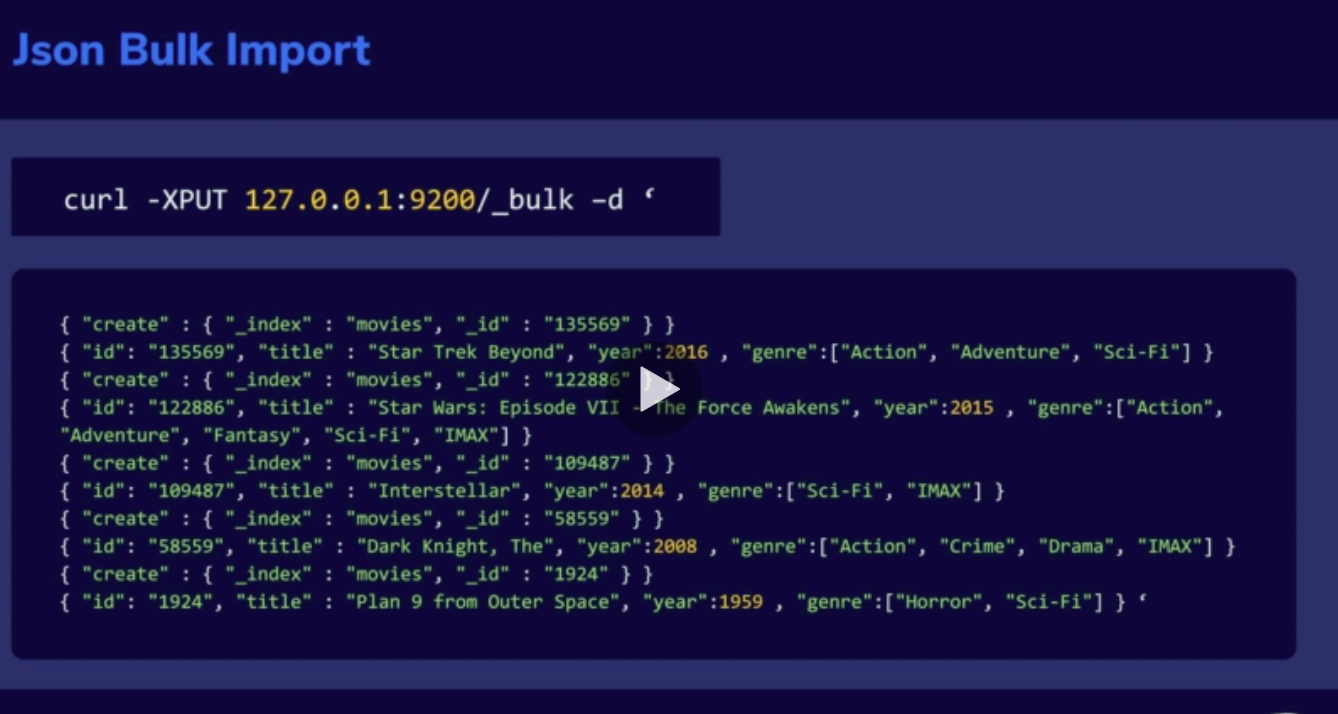 Json Bulk Import
curl -XPUT 127.0.0.1:9200/_bulk –d ‘
{ "create" : { "_index" : "movies", "_id" : "135569" } }
{ "id": "135569", "title" : "Star Trek Beyond", "year":2016 , "genre":["Action", "Adventure", "Sci-Fi"] }
{ "create" : { "_index" : "movies", "_id" : "122886" } }
{ "id": "122886", "title" : "Star Wars: Episode VII - The Force Awakens", "year":2015 , "genre":["Action",
"Adventure", "Fantasy", "Sci-Fi", "IMAX"] }
{ "create" : { "_index" : "movies", "_id" : "109487" } }
{ "id": "109487", "title" : "Interstellar", "year":2014 , "genre":["Sci-Fi", "IMAX"] }
{ "create" : { "_index" : "movies", "_id" : "58559" } }
{ "id": "58559", "title" : "Dark Knight, The", "year":2008 , "genre":["Action", "Crime", "Drama", "IMAX"] }
{ "create" : { "_index" : "movies", "_id" : "1924" } }
{ "id": "1924", "title" : "Plan 9 from Outer Space", "year":1959 , "genre":["Horror", "Sci-Fi"] } ‘